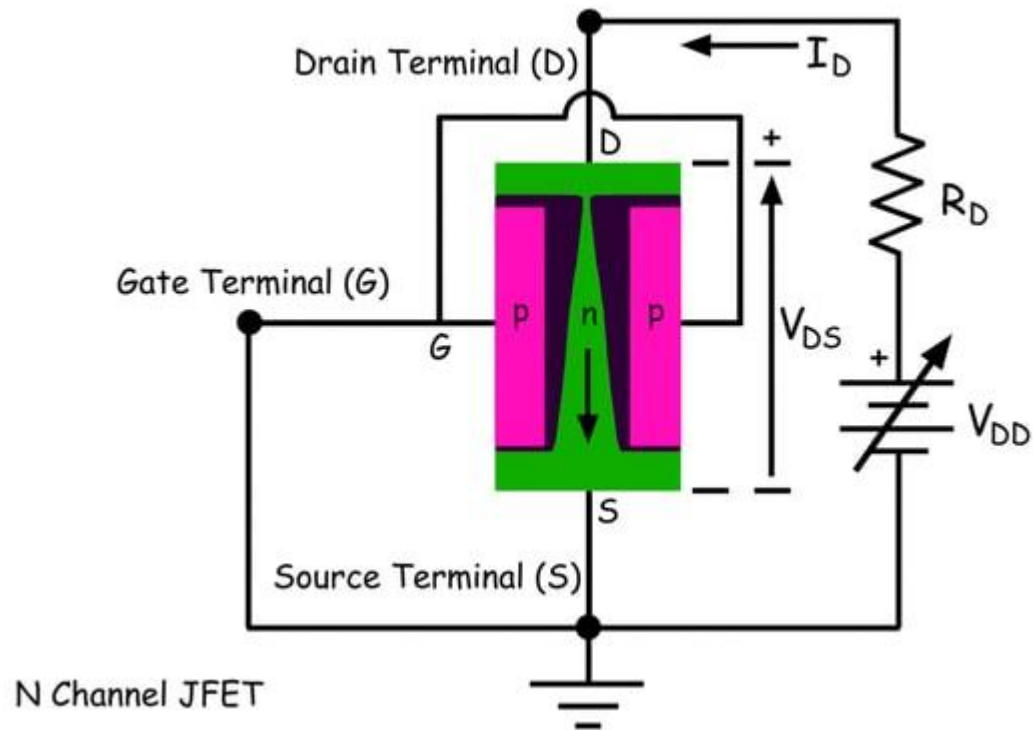 Drain Terminal (D)
I_D
D
+
R_D
Gate Terminal (G)
p
n
p
G
V_DS
+
V_DD
S
Source Terminal (S)
N Channel JFET